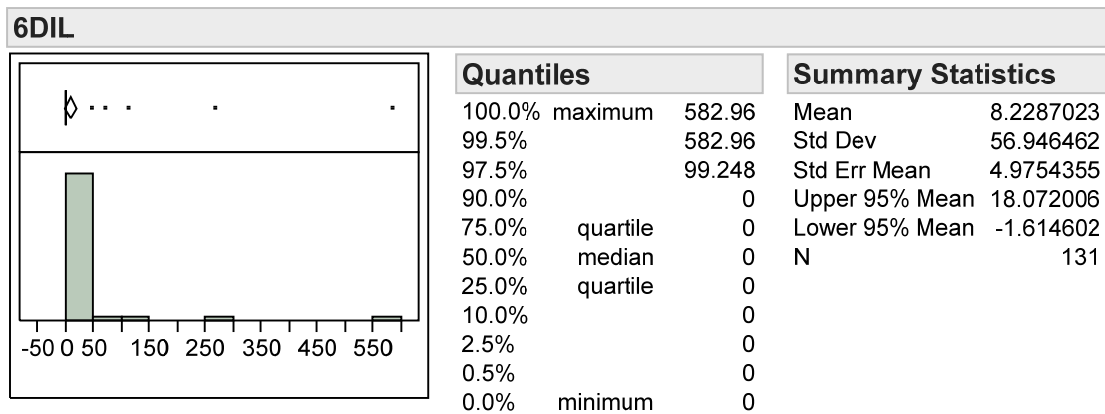 6DIL
-50 0 50 150 250 350 450 550
Quantiles
100.0% maximum 582.96
99.5% 582.96
97.5% 99.248
90.0% 0
75.0% quartile 0
50.0% median 0
25.0% quartile 0
10.0% 0
2.5% 0
0.5% 0
0.0% minimum 0
Summary Statistics
Mean 8.2287023
Std Dev 56.946462
Std Err Mean 4.9754355
Upper 95% Mean 18.072006
Lower 95% Mean -1.614602
N 131